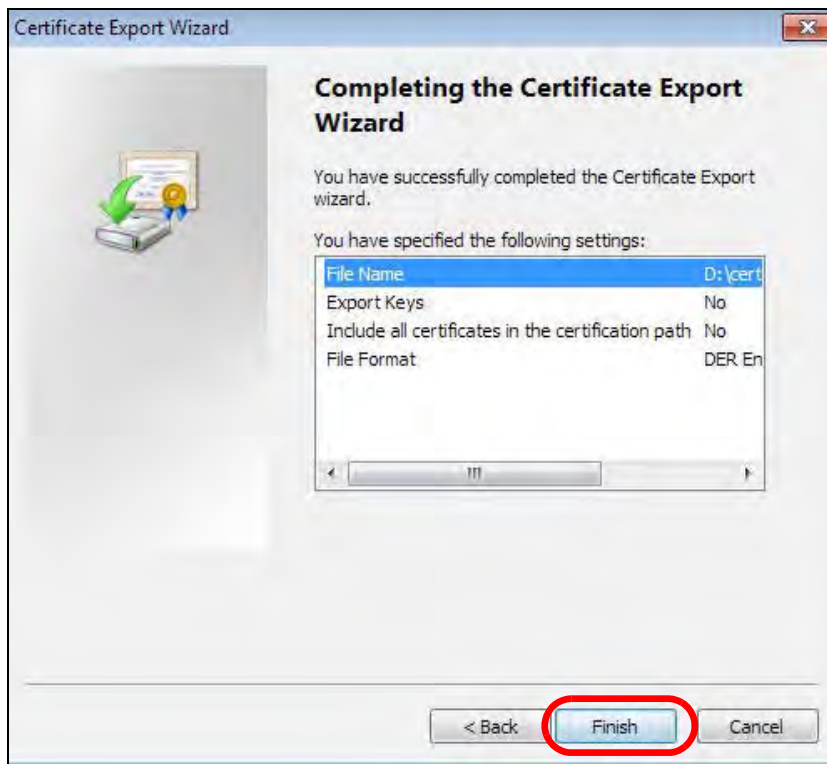 Certificate Export Wizard
Completing the Certificate Export
Wizard
You have successfully completed the Certificate Export
wizard.
You have specified the following settings:
File Name D:\cert
Export Keys No
Include all certificates in the certification path No
File Format DER En
< Back Finish Cancel